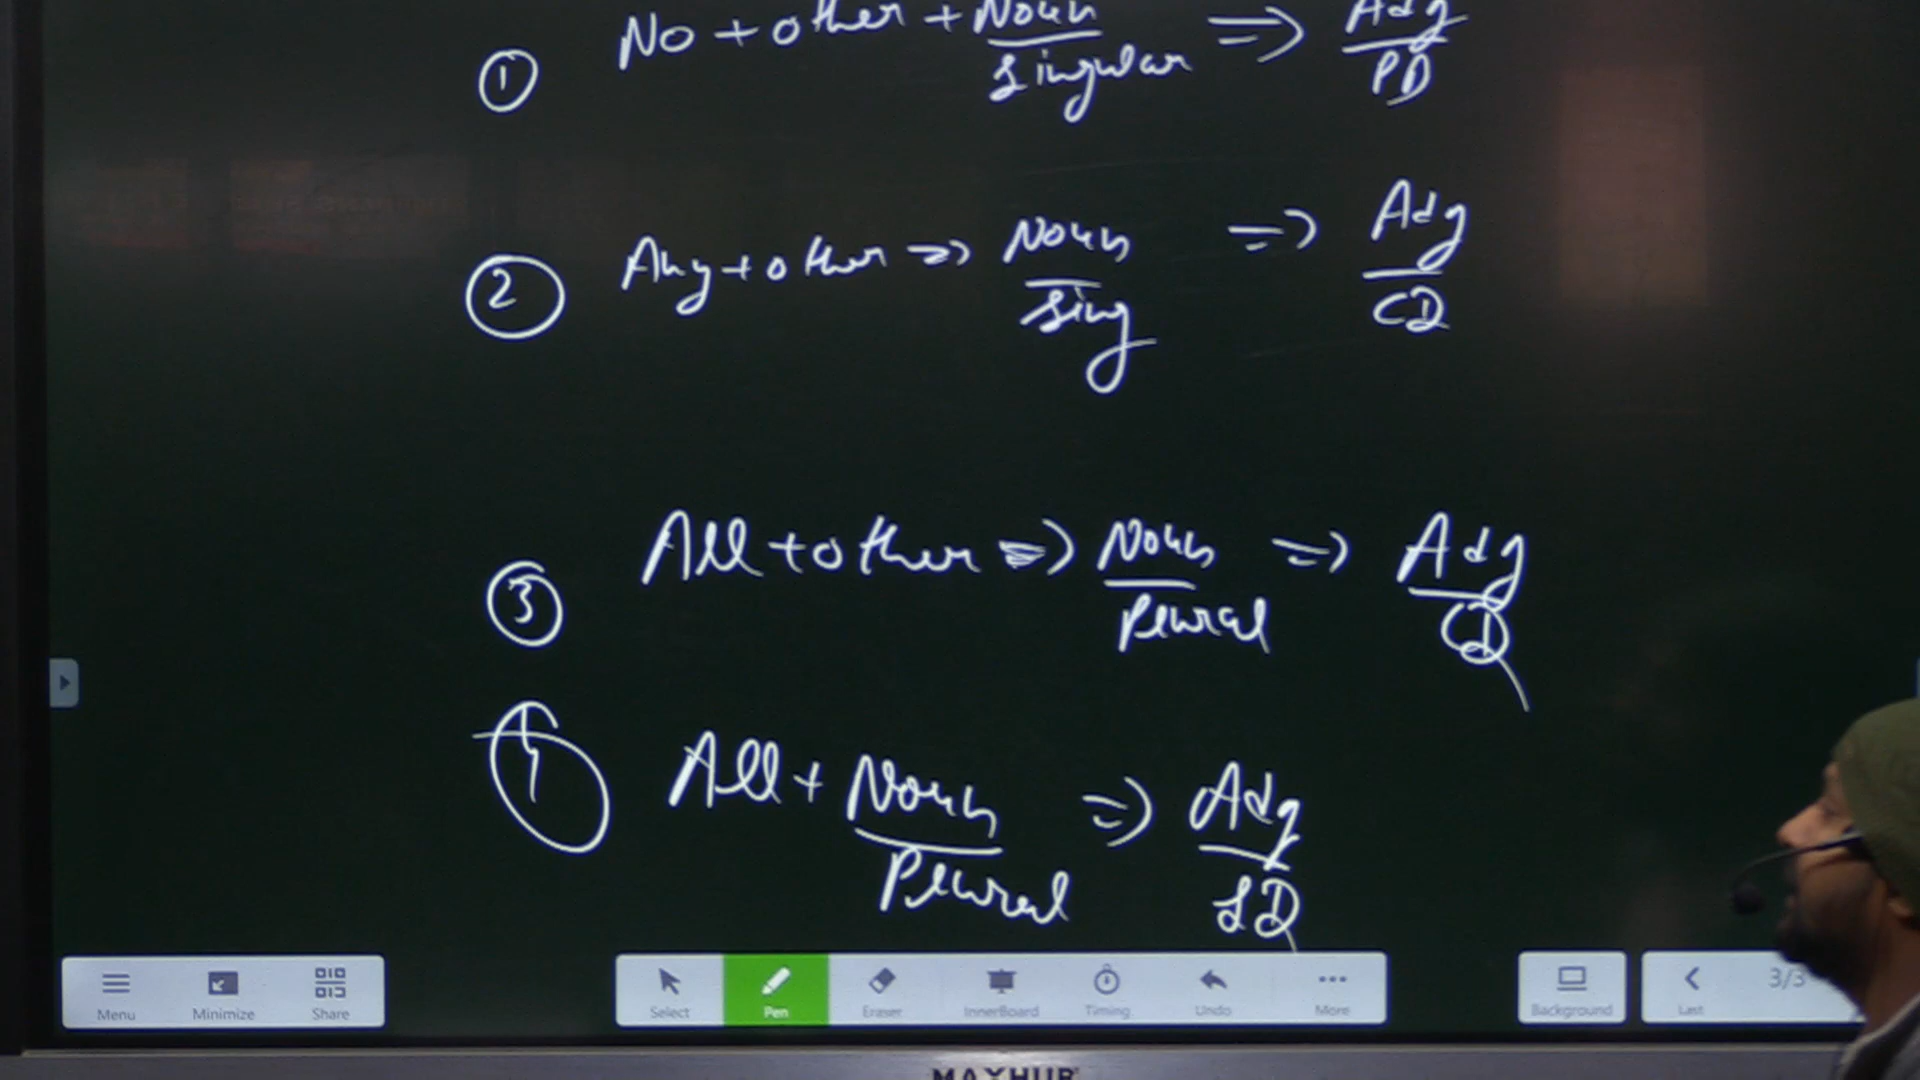 ① No + other + Noun => Adj
Singular PD
② Any + other => Noun => Adj
Sing CD
③ All + other => Noun => Adj
Plural CD
④ All + Noun => Adj
Plural SD
Menu Minimize Share Select Pen Eraser InnerBoard Timing Undo More Background Last 3/3
MAXHUB